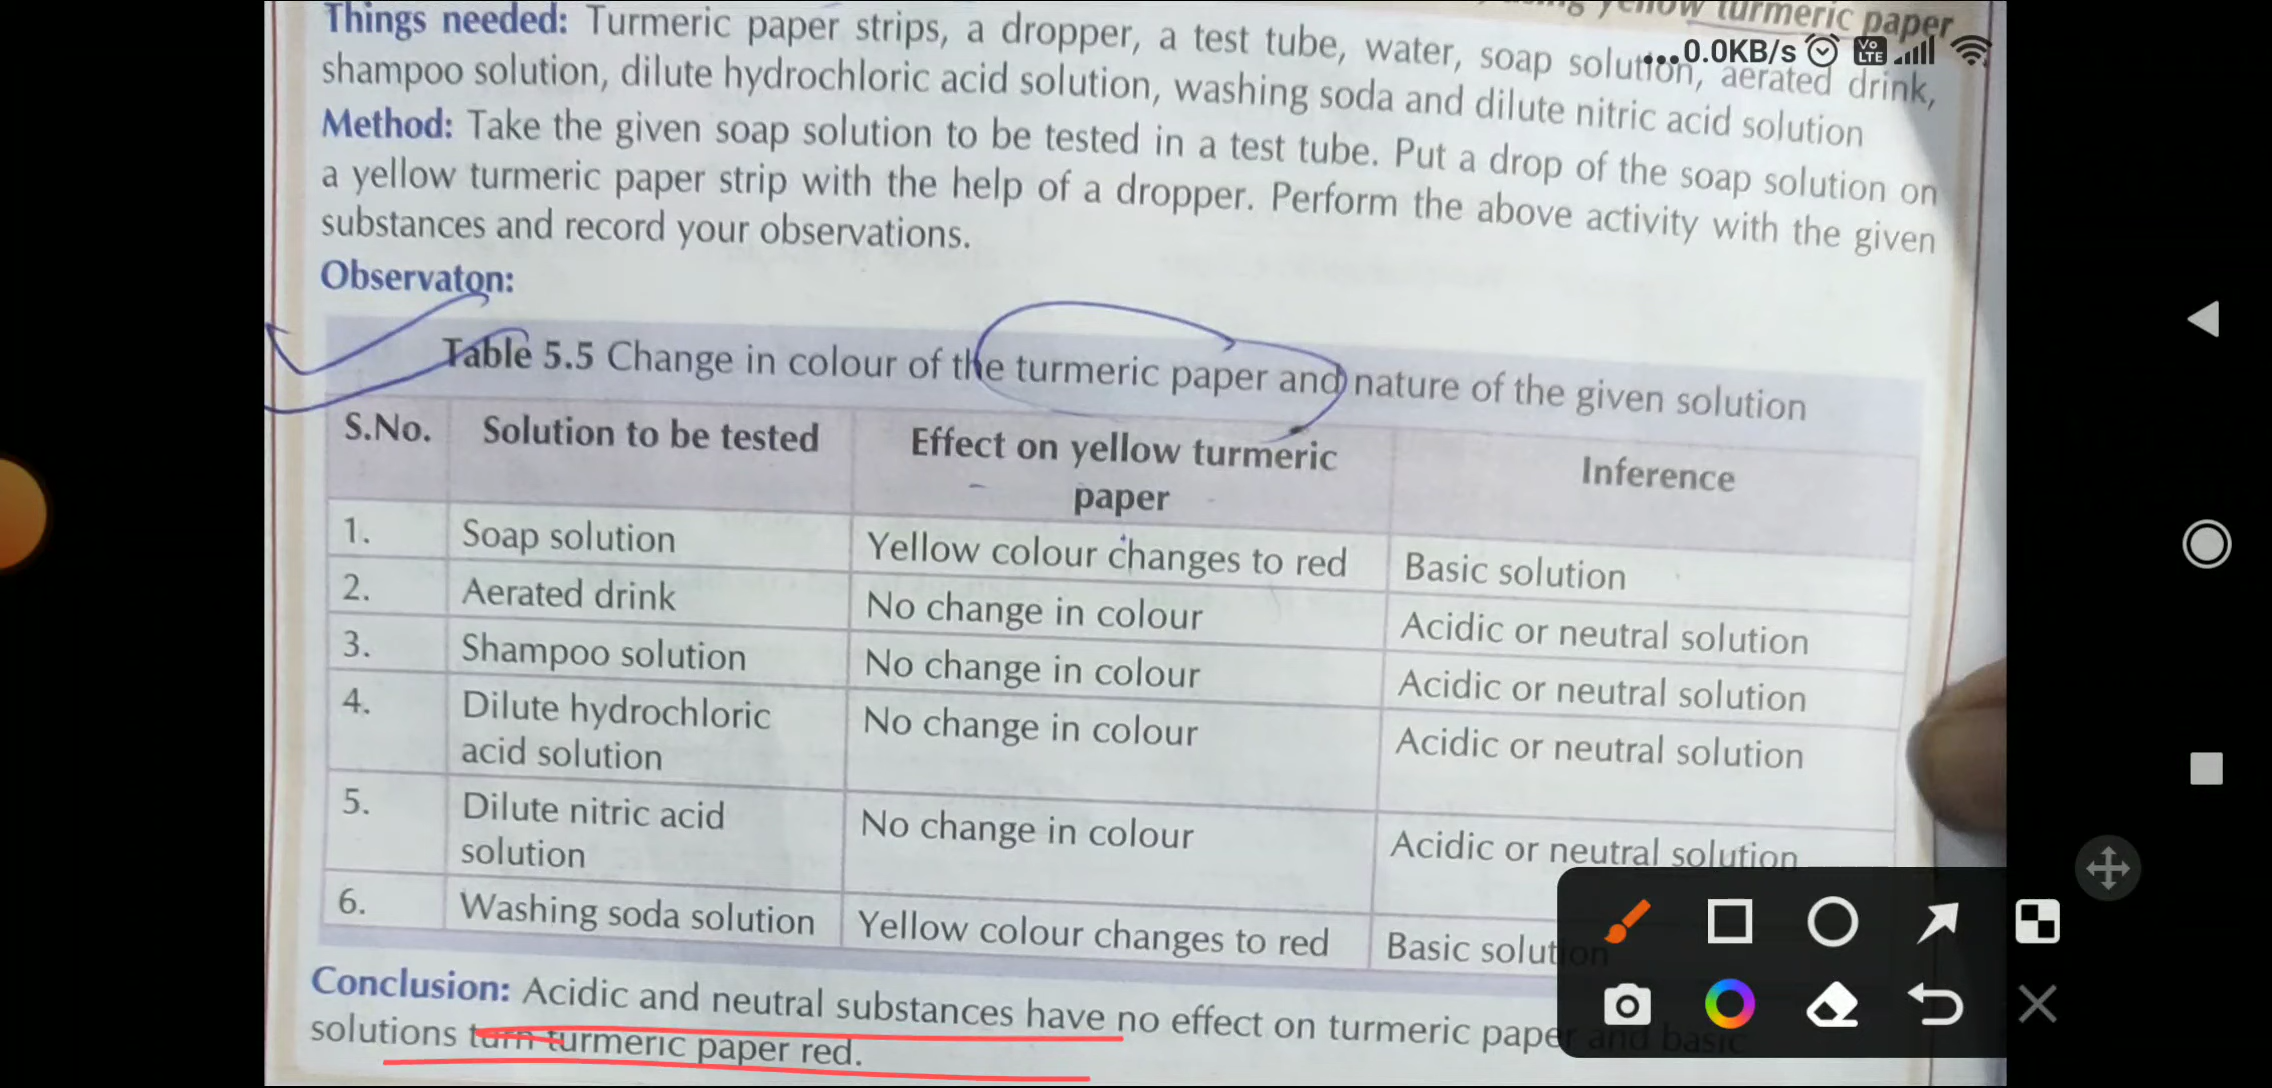 yellow turmeric paper
Things needed: Turmeric paper strips, a dropper, a test tube, water, soap solution, aerated drink,
0.0KB/s Vo LTE
shampoo solution, dilute hydrochloric acid solution, washing soda and dilute nitric acid solution
Method: Take the given soap solution to be tested in a test tube. Put a drop of the soap solution on
a yellow turmeric paper strip with the help of a dropper. Perform the above activity with the given
substances and record your observations.
Observaton:
Table 5.5 Change in colour of the turmeric paper and nature of the given solution
S.No. Solution to be tested Effect on yellow turmeric paper Inference
1. Soap solution Yellow colour changes to red Basic solution
2. Aerated drink No change in colour Acidic or neutral solution
3. Shampoo solution No change in colour Acidic or neutral solution
4. Dilute hydrochloric acid solution No change in colour Acidic or neutral solution
5. Dilute nitric acid solution No change in colour Acidic or neutral solution
6. Washing soda solution Yellow colour changes to red Basic solution
Conclusion: Acidic and neutral substances have no effect on turmeric paper and basic
solutions turn turmeric paper red.